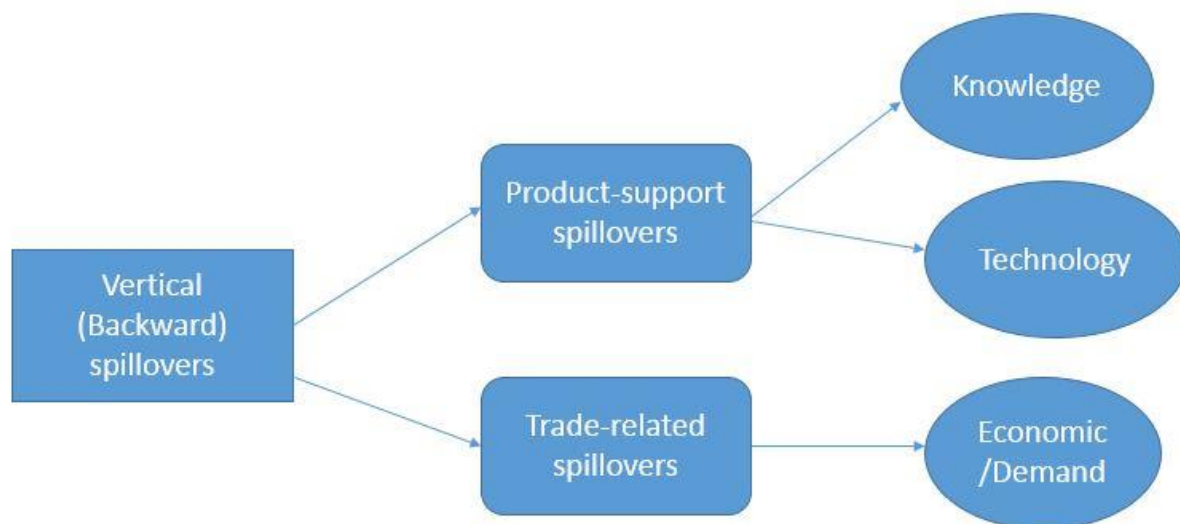 Vertical
(Backward)
spillovers
Product-support
spillovers
Trade-related
spillovers
Knowledge
Technology
Economic
/Demand